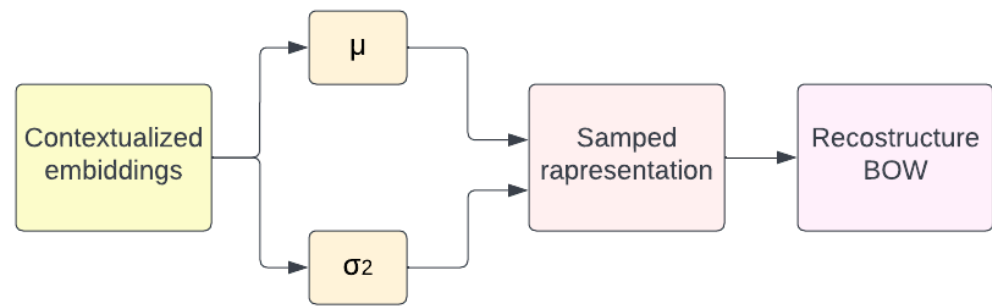 Contextualized
embiddings
μ
σ2
Samped
rapresentation
Recostructure
BOW